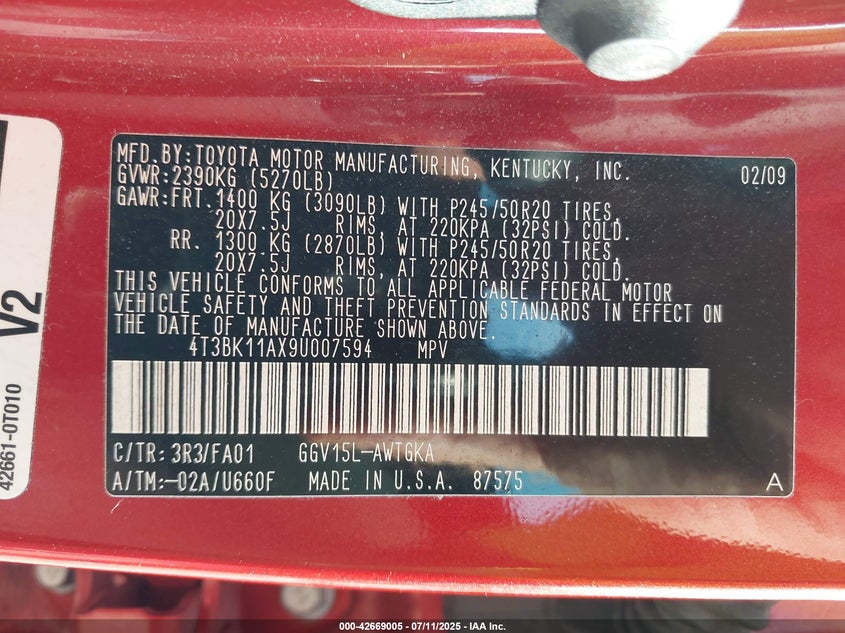 MFD.BY:TOYOTA MOTOR MANUFACTURING, KENTUCKY, INC. 02/09
GVWR:2390KG (5270LB)
GAWR:FRT.1400 KG (3090LB) WITH P245/50R20 TIRES,
20X7.5J RIMS, AT 220KPA (32PSI) COLD.
RR. 1300 KG (2870LB) WITH P245/50R20 TIRES,
20X7.5J RIMS, AT 220KPA (32PSI) COLD.
THIS VEHICLE CONFORMS TO ALL APPLICABLE FEDERAL MOTOR
VEHICLE SAFETY AND THEFT PREVENTION STANDARDS IN EFFECT ON
THE DATE OF MANUFACTURE SHOWN ABOVE.
4T3BK11AX9U007594 MPV
C/TR: 3R3/FA01 GGV15L-AWTGKA
A/TM:-02A/U660F MADE IN U.S.A. 87575 A
V2
42661-0T010
000-42669005 - 07/11/2025 - IAA Inc.